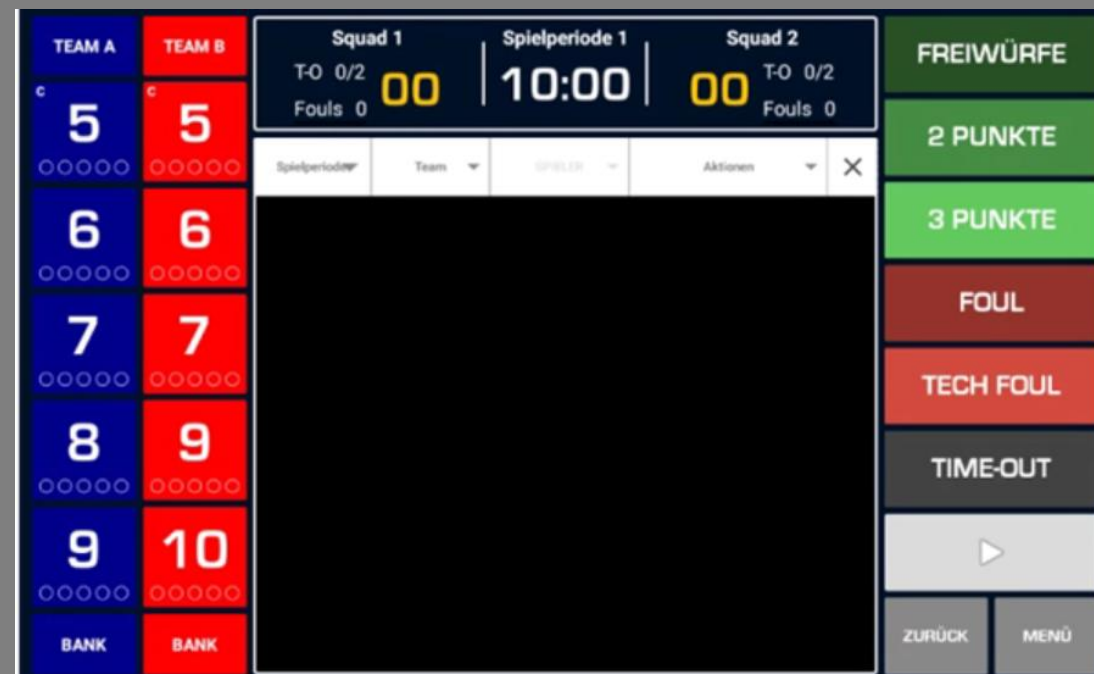 TEAM A
TEAM B
Squad 1
Spielperiode 1
Squad 2
T-O 0/2
00
10:00
00
T-O 0/2
Fouls 0
Fouls 0
FREIWÜRFE
C
5
C
5
2 PUNKTE
Spielperiode
Team
SPIELER
Aktionen
6
6
3 PUNKTE
7
7
FOUL
TECH FOUL
8
9
TIME-OUT
9
10
BANK
BANK
ZURÜCK
MENÜ